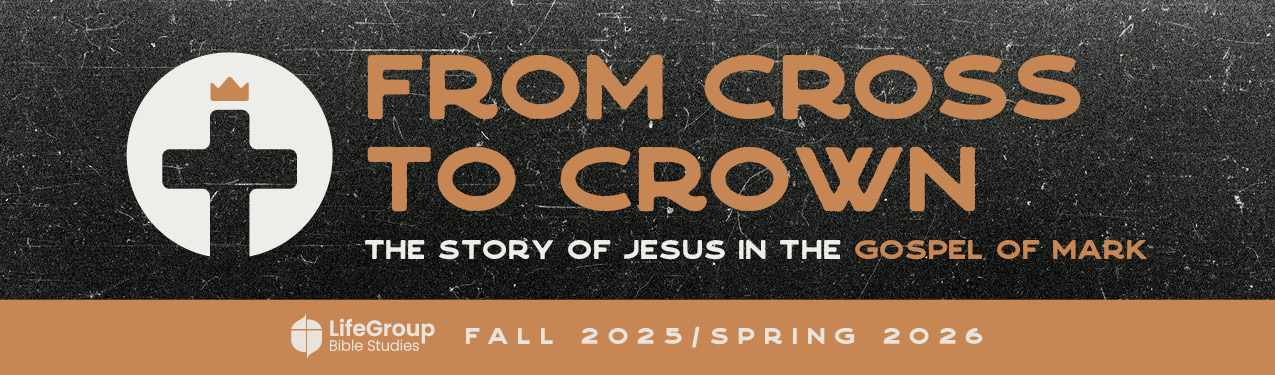 FROM CROSS
TO CROWN
THE STORY OF JESUS IN THE GOSPEL OF MARK
LifeGroup
Bible Studies
FALL 2025/SPRING 2026